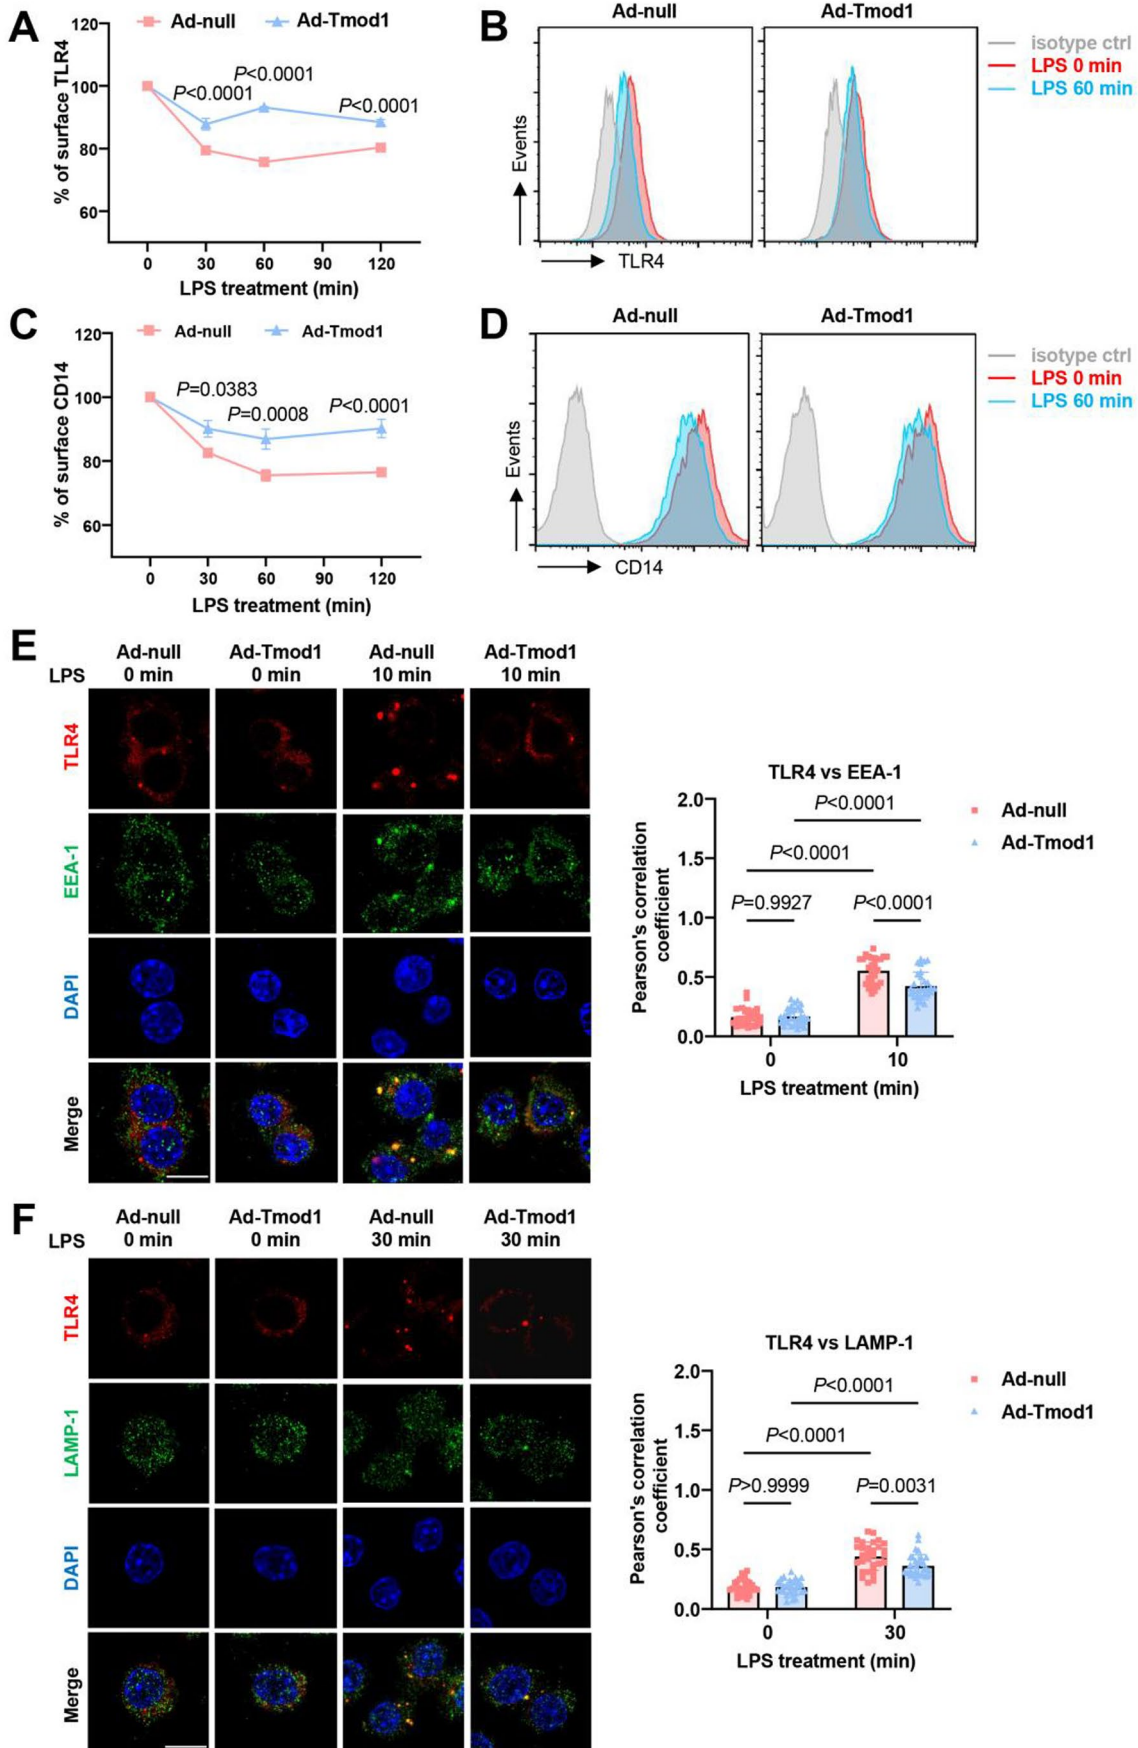 A
Ad-null
Ad-Tmod1
% of surface TLR4
120
100
80
60
P<0.0001
P<0.0001
P<0.0001
0 30 60 90 120
LPS treatment (min)
B
Ad-null
Ad-Tmod1
isotype ctrl
LPS 0 min
LPS 60 min
Events
TLR4
C
Ad-null
Ad-Tmod1
% of surface CD14
120
100
80
60
P=0.0383
P=0.0008
P<0.0001
0 30 60 90 120
LPS treatment (min)
D
Ad-null
Ad-Tmod1
isotype ctrl
LPS 0 min
LPS 60 min
Events
CD14
E
LPS
Ad-null
0 min
Ad-Tmod1
0 min
Ad-null
10 min
Ad-Tmod1
10 min
TLR4
EEA-1
DAPI
Merge
TLR4 vs EEA-1
Pearson's correlation
coefficient
2.0
1.5
1.0
0.5
0.0
P<0.0001
P<0.0001
P=0.9927
P<0.0001
Ad-null
Ad-Tmod1
0 10
LPS treatment (min)
F
LPS
Ad-null
0 min
Ad-Tmod1
0 min
Ad-null
30 min
Ad-Tmod1
30 min
TLR4
LAMP-1
DAPI
Merge
TLR4 vs LAMP-1
Pearson's correlation
coefficient
2.0
1.5
1.0
0.5
0.0
P<0.0001
P<0.0001
P>0.9999
P=0.0031
Ad-null
Ad-Tmod1
0 30
LPS treatment (min)